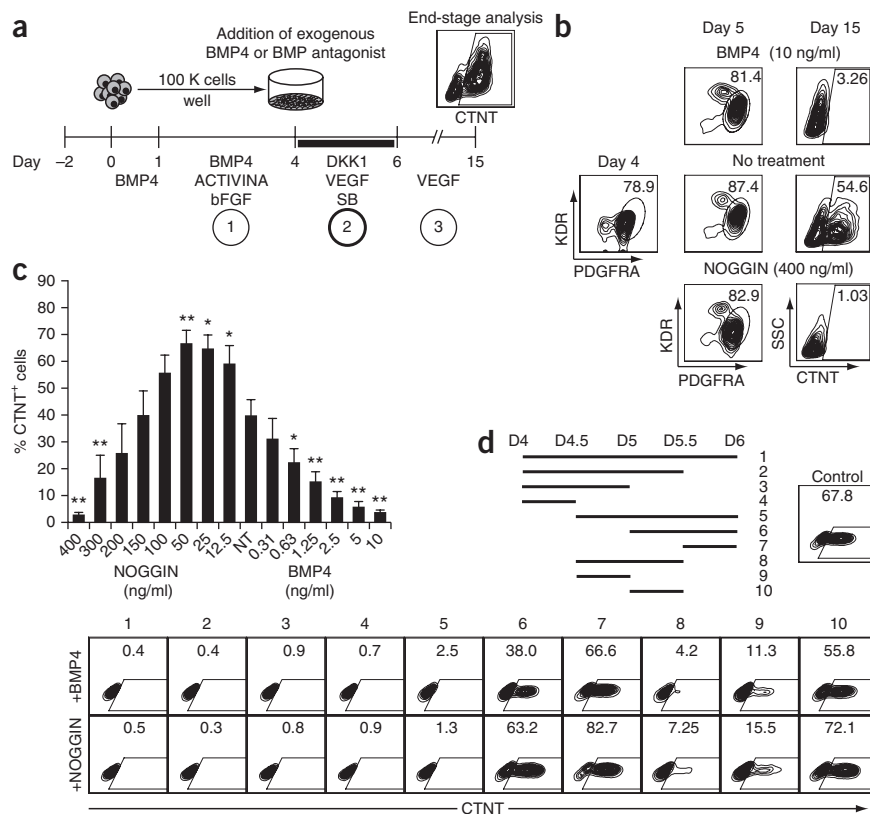 a
Addition of exogenous
BMP4 or BMP antagonist
End-stage analysis
100 K cells
well
CTNT
Day –2 0 1 4 6 15
BMP4
BMP4
ACTIVINA
bFGF
DKK1
VEGF
SB
VEGF
1 2 3
b
Day 5 Day 15
BMP4 (10 ng/ml)
81.4 3.26
Day 4
No treatment
78.9 87.4 54.6
KDR
PDGFRA
NOGGIN (400 ng/ml)
82.9 1.03
KDR SSC
PDGFRA CTNT
c
% CTNT+ cells
90
80
70
60
50
40
30
20
10
0
** ** ** * * * ** ** ** **
400 300 200 150 100 50 25 12.5 NT 0.31 0.63 1.25 2.5 5 10
NOGGIN BMP4
(ng/ml) (ng/ml)
d
D4 D4.5 D5 D5.5 D6
1
2
3
4
5
6
7
8
9
10
Control
67.8
1 2 3 4 5 6 7 8 9 10
+BMP4
0.4 0.4 0.9 0.7 2.5 38.0 66.6 4.2 11.3 55.8
+NOGGIN
0.5 0.3 0.8 0.9 1.3 63.2 82.7 7.25 15.5 72.1
CTNT